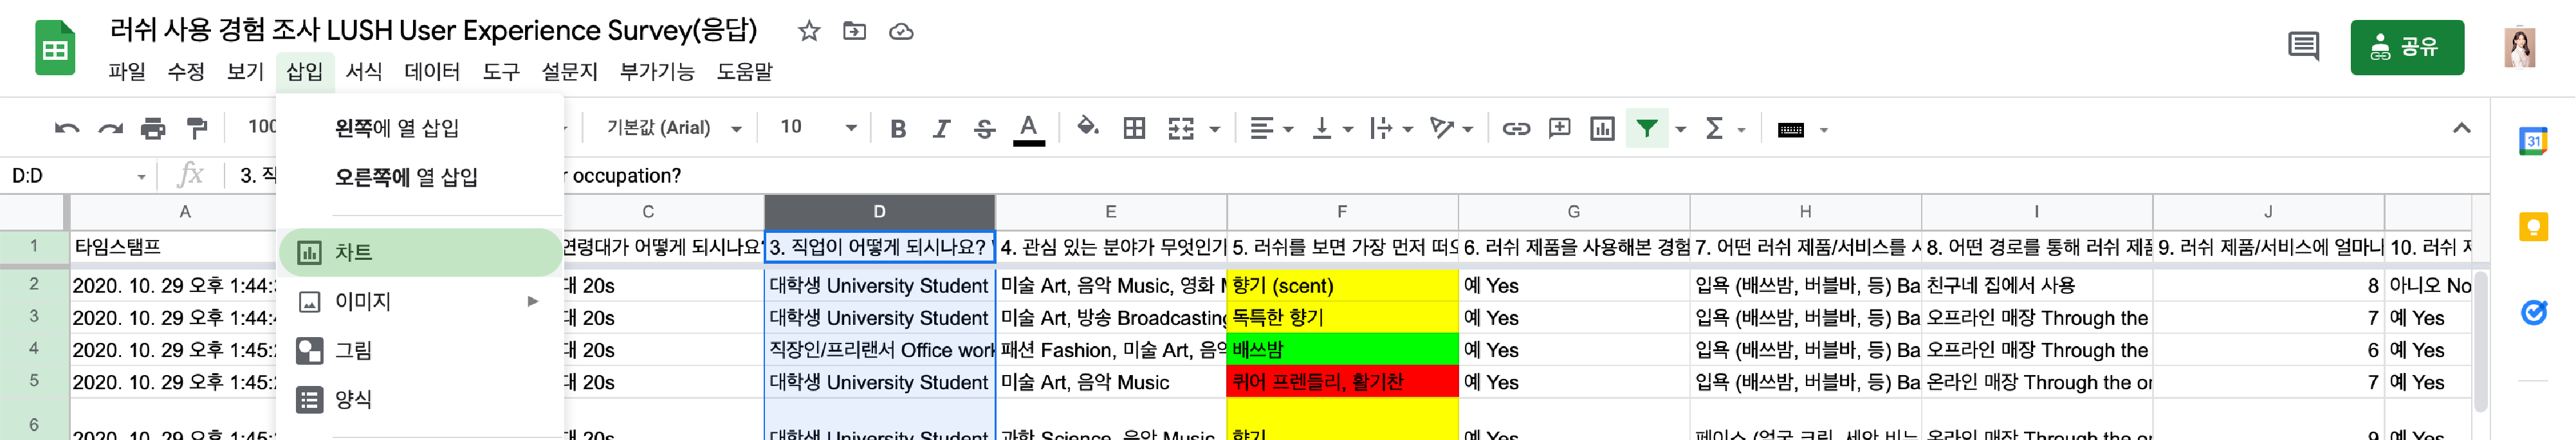 러쉬 사용 경험 조사 LUSH User Experience Survey(응답)
파일 수정 보기 삽입 서식 데이터 도구 설문지 부가기능 도움말
공유
100 기본값 (Arial) 10 B I S A Σ 31
D:D fx 3. 직 occupation?
왼쪽에 열 삽입
오른쪽에 열 삽입
차트
이미지
그림
양식
A C D E F G H I J
1 타임스탬프 연령대가 어떻게 되시나요? 3. 직업이 어떻게 되시나요? 4. 관심 있는 분야가 무엇인가 5. 러쉬를 보면 가장 먼저 떠오 6. 러쉬 제품을 사용해본 경험 7. 어떤 러쉬 제품/서비스를 8. 어떤 경로를 통해 러쉬 제품 9. 러쉬 제품/서비스에 얼마나 10. 러쉬
2 2020. 10. 29 오후 1:44: 대 20s 대학생 University Student 미술 Art, 음악 Music, 영화 향기 (scent) 예 Yes 입욕 (배쓰밤, 버블바, 등) Ba 친구네 집에서 사용 8 아니오 No
3 2020. 10. 29 오후 1:44: 대 20s 대학생 University Student 미술 Art, 방송 Broadcasting 독특한 향기 예 Yes 입욕 (배쓰밤, 버블바, 등) Ba 오프라인 매장 Through the 7 예 Yes
4 2020. 10. 29 오후 1:45: 대 20s 직장인/프리랜서 Office work 패션 Fashion, 미술 Art, 음악 배쓰밤 예 Yes 입욕 (배쓰밤, 버블바, 등) Ba 오프라인 매장 Through the 6 예 Yes
5 2020. 10. 29 오후 1:45: 대 20s 대학생 University Student 미술 Art, 음악 Music 퀴어 프렌들리, 활기찬 예 Yes 입욕 (배쓰밤, 버블바, 등) Ba 온라인 매장 Through the or 7 예 Yes
6 2020. 10. 29 오후 1:45: 대 20s 대학생 University Student 과학 Science, 음악 Music 향기 예 Yes 온라인 매장 Through the 9 예 Yes